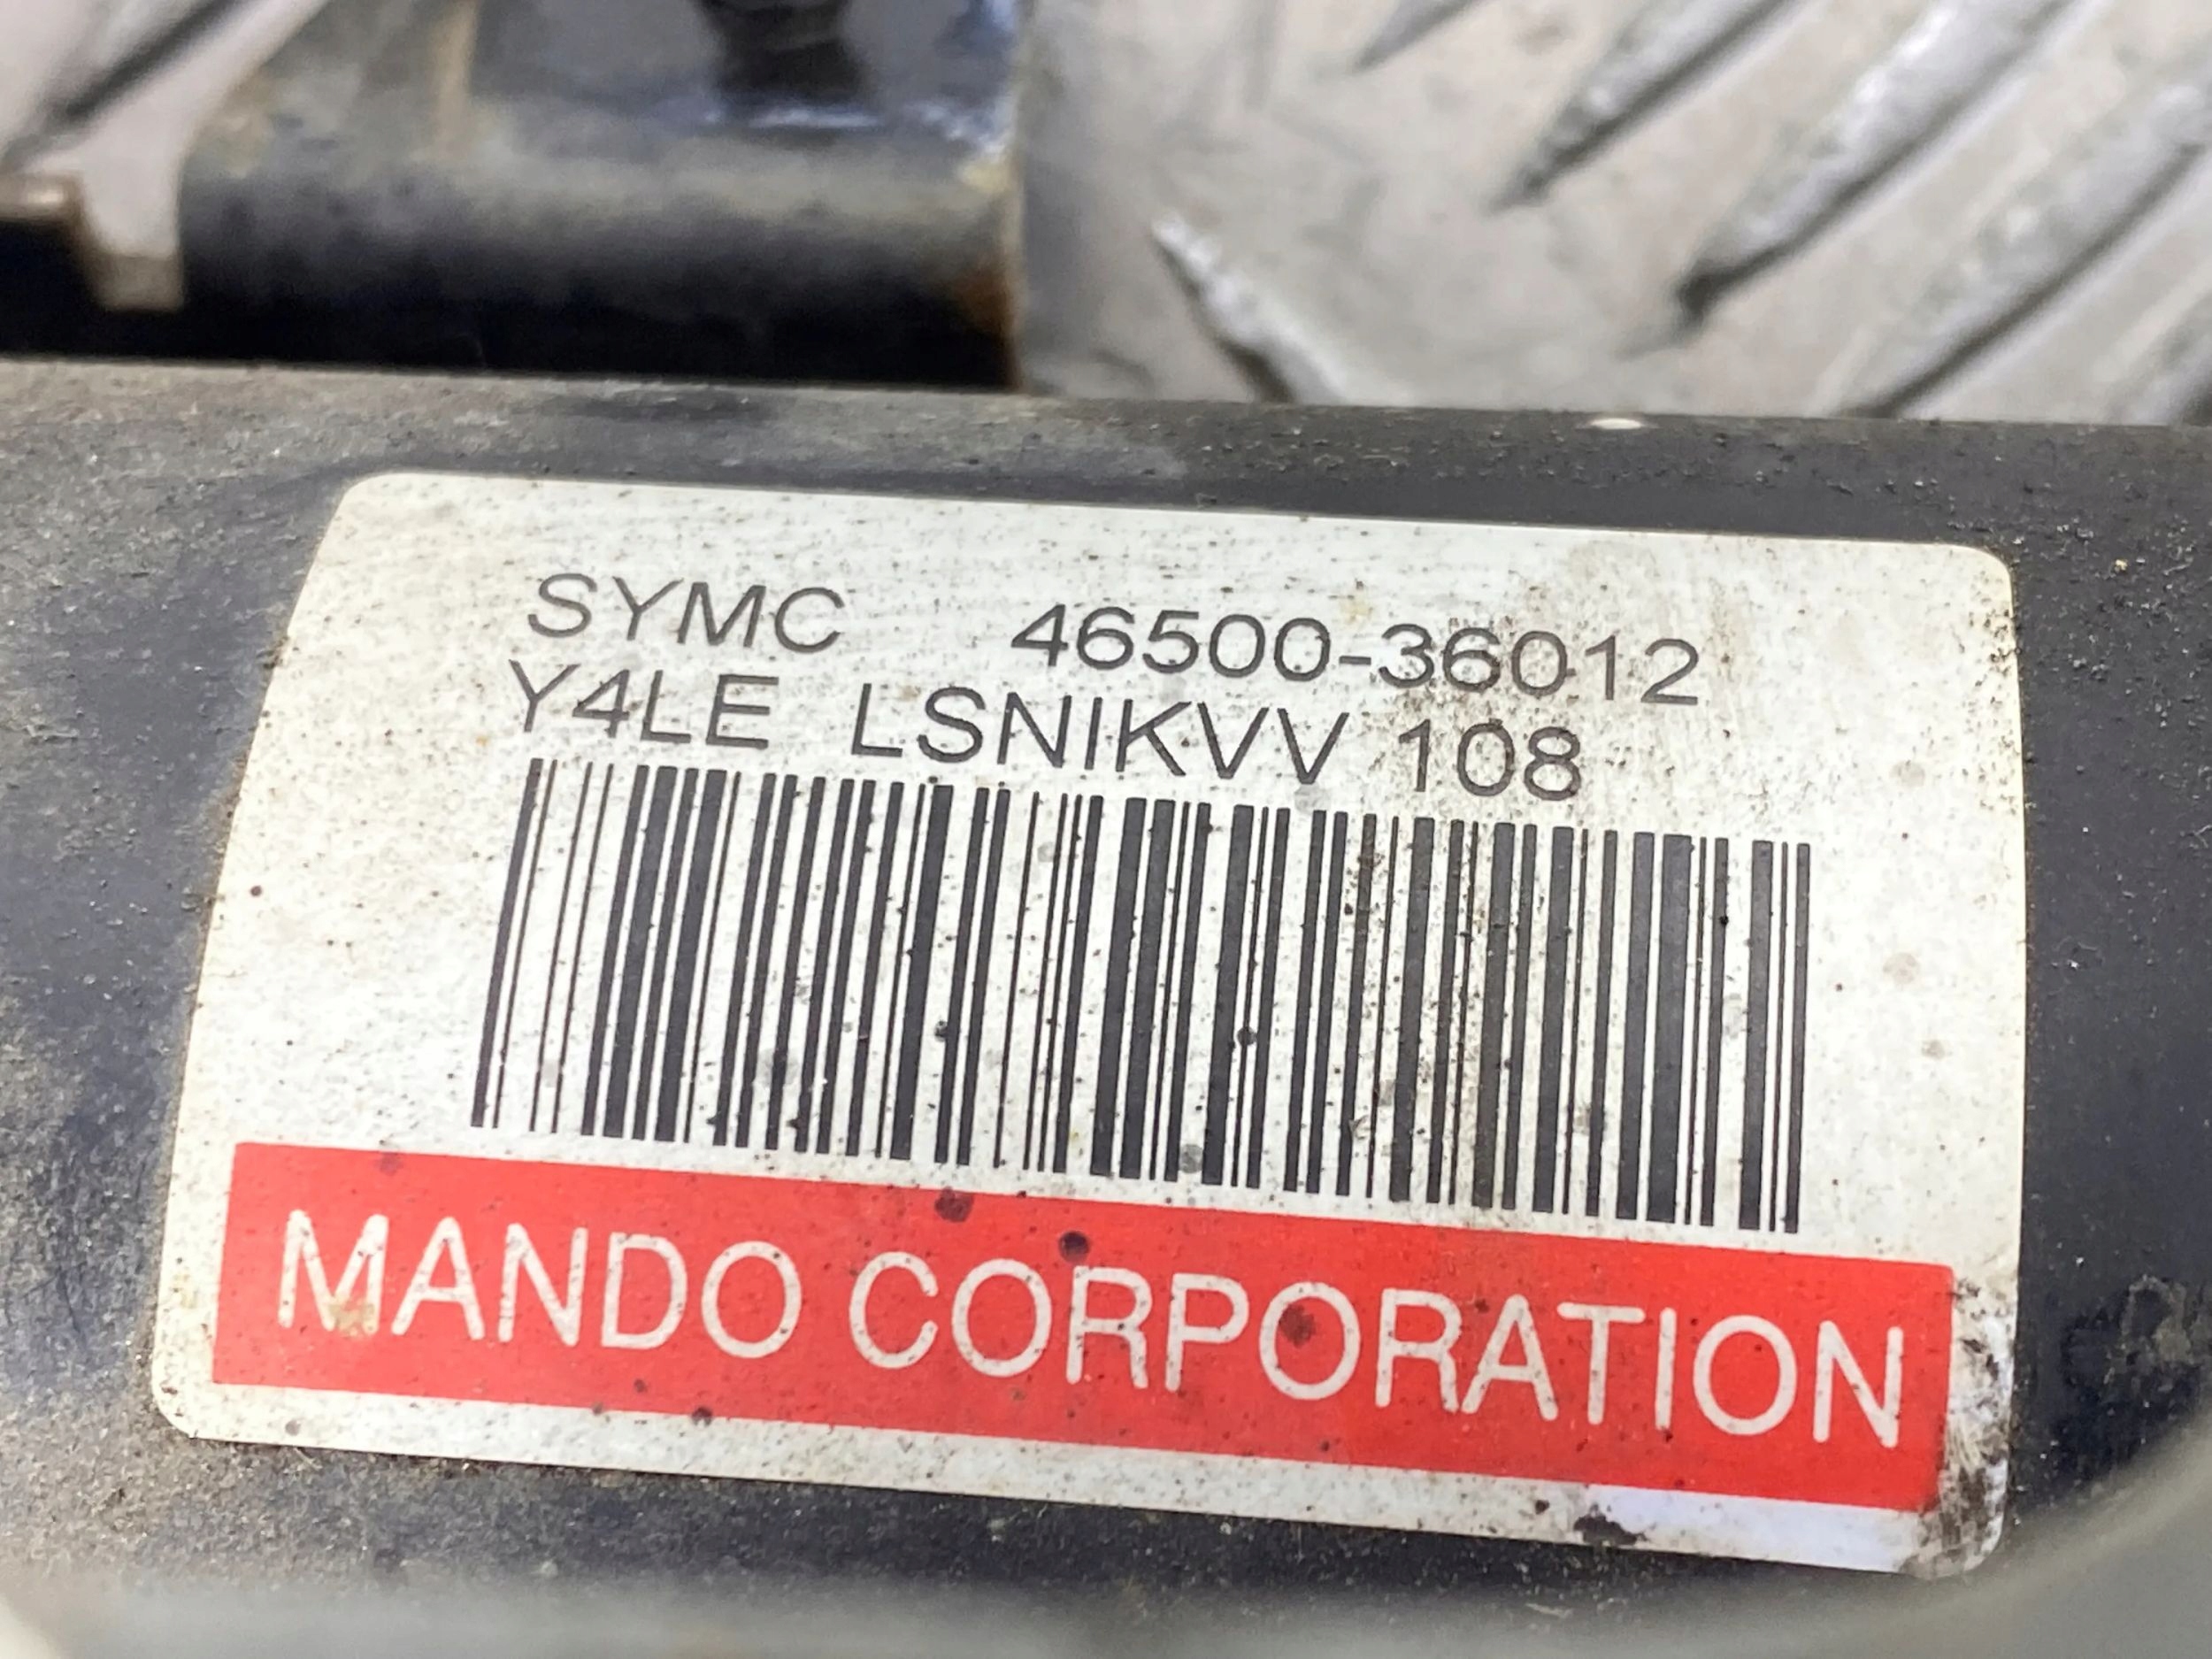 SYMC 46500-36012
Y4LE LSNIKVV 108
MANDO CORPORATION